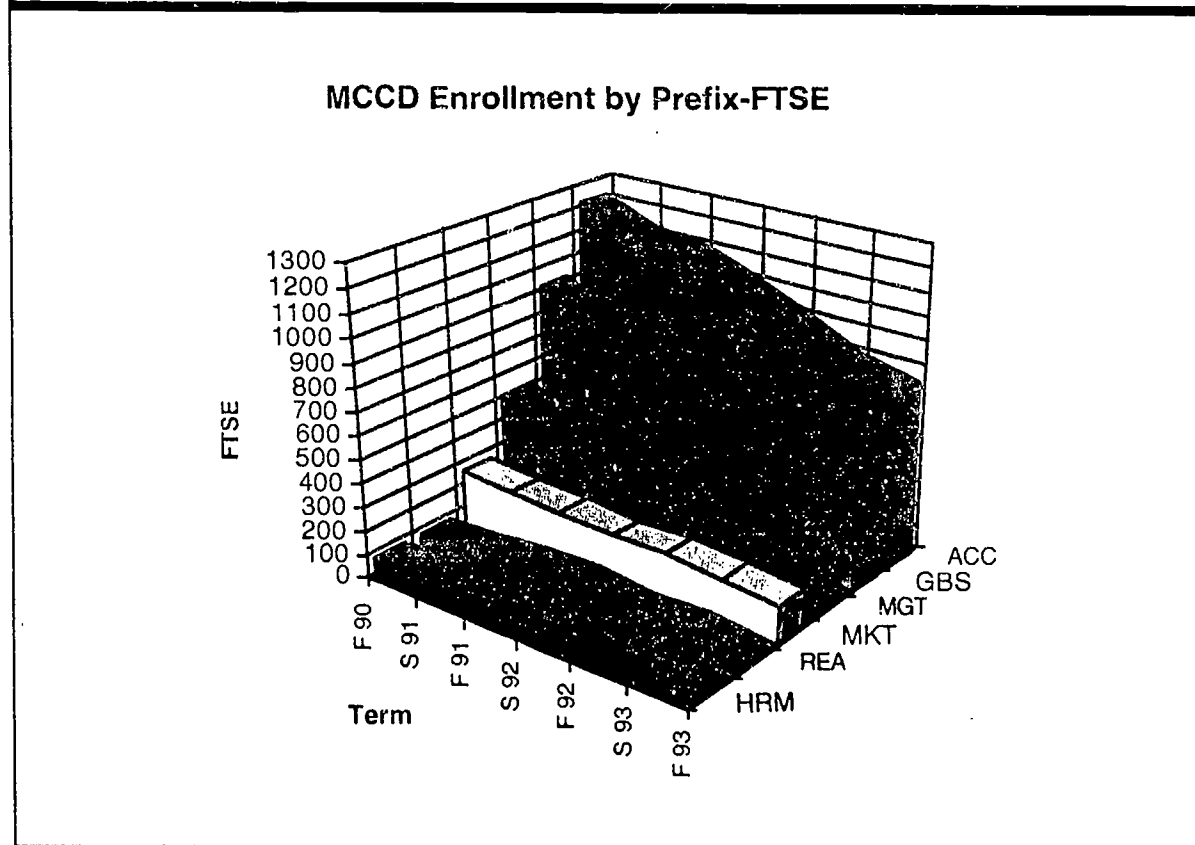 MCCD Enrollment by Prefix-FTSE
1300
1200
1100
1000
900
800
700
600
500
400
300
200
100
0
FTSE
F 90
S 91
F 91
S 92
F 92
S 93
F 93
Term
ACC
GBS
MGT
MKT
REA
HRM